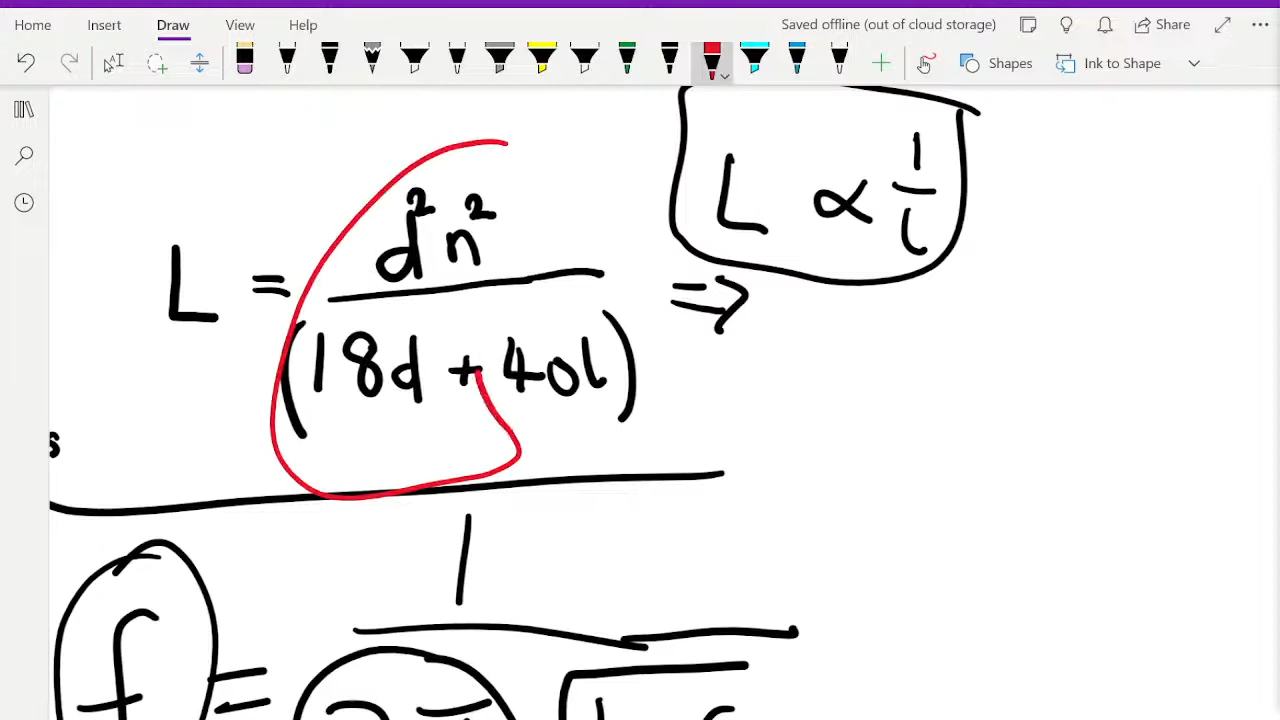 Home Insert Draw View Help Saved offline (out of cloud storage) Share
Ink to Shape Shapes
L ∝ 1/l
L = d²n² / (18d + 40l) ⇒
s
f = 1